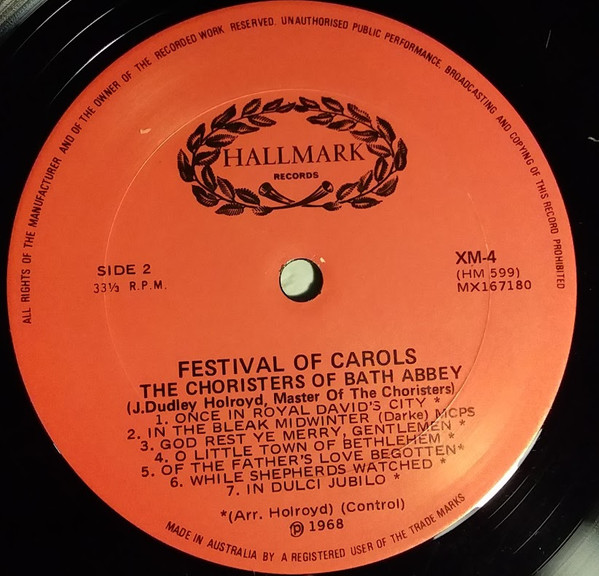 ALL RIGHTS OF THE MANUFACTURER AND OF THE OWNER OF THE RECORDED WORK RESERVED. UNAUTHORISED PUBLIC PERFORMANCE, BROADCASTING AND COPYING OF THIS RECORD PROHIBITED
HALLMARK
RECORDS
SIDE 2
33⅓ R.P.M.
XM-4
(HM 599)
MX167180
FESTIVAL OF CAROLS
THE CHORISTERS OF BATH ABBEY
(J.Dudley Holroyd, Master Of The Choristers)
1. ONCE IN ROYAL DAVID'S CITY *
2. IN THE BLEAK MIDWINTER (Darke) MCPS
3. GOD REST YE MERRY, GENTLEMEN *
4. O LITTLE TOWN OF BETHLEHEM *
5. OF THE FATHER'S LOVE BEGOTTEN*
6. WHILE SHEPHERDS WATCHED *
7. IN DULCI JUBILO *
*(Arr. Holroyd) (Control)
℗ 1968
MADE IN AUSTRALIA BY A REGISTERED USER OF THE TRADE MARKS